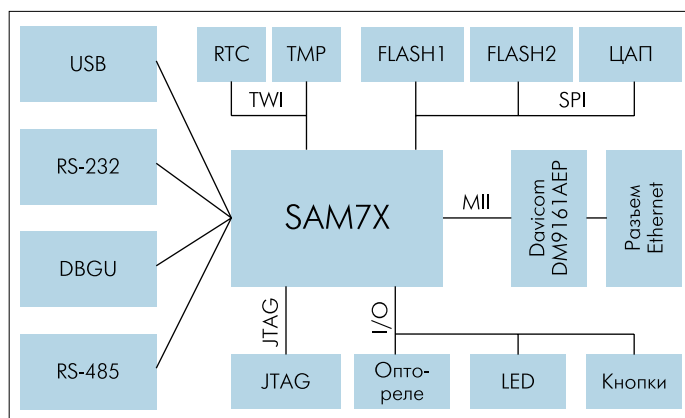 USB
RTC
TMP
FLASH1
FLASH2
ЦАП
TWI
SPI
RS-232
SAM7X
MII
Davicom
DM9161AEP
Разъем
Ethernet
DBGU
RS-485
JTAG
I/O
JTAG
Опто-
реле
LED
Кнопки